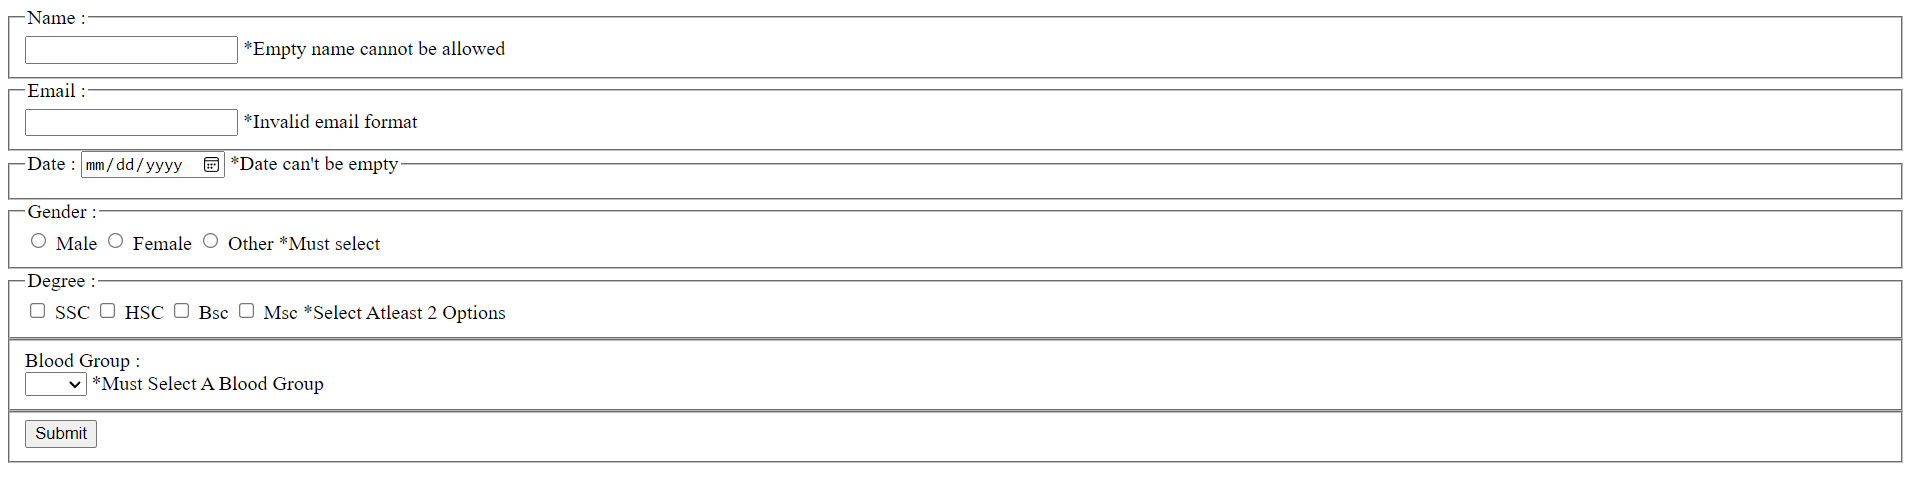 Name :
*Empty name cannot be allowed
Email :
*Invalid email format
Date : mm/dd/yyyy *Date can't be empty
Gender :
Male Female Other *Must select
Degree :
SSC HSC Bsc Msc *Select Atleast 2 Options
Blood Group :
*Must Select A Blood Group
Submit